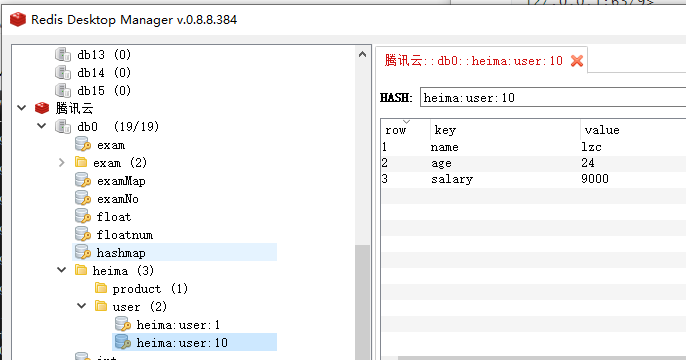 127.0.0.1:6379>
Redis Desktop Manager v.0.8.8.384
db13 (0)
db14 (0)
db15 (0)
腾讯云
db0 (19/19)
exam
exam (2)
examMap
examNo
float
floatnum
hashmap
heima (3)
product (1)
user (2)
heima:user:1
heima:user:10
腾讯云::db0::heima:user:10
HASH: heima:user:10
row key value
1 name lzc
2 age 24
3 salary 9000